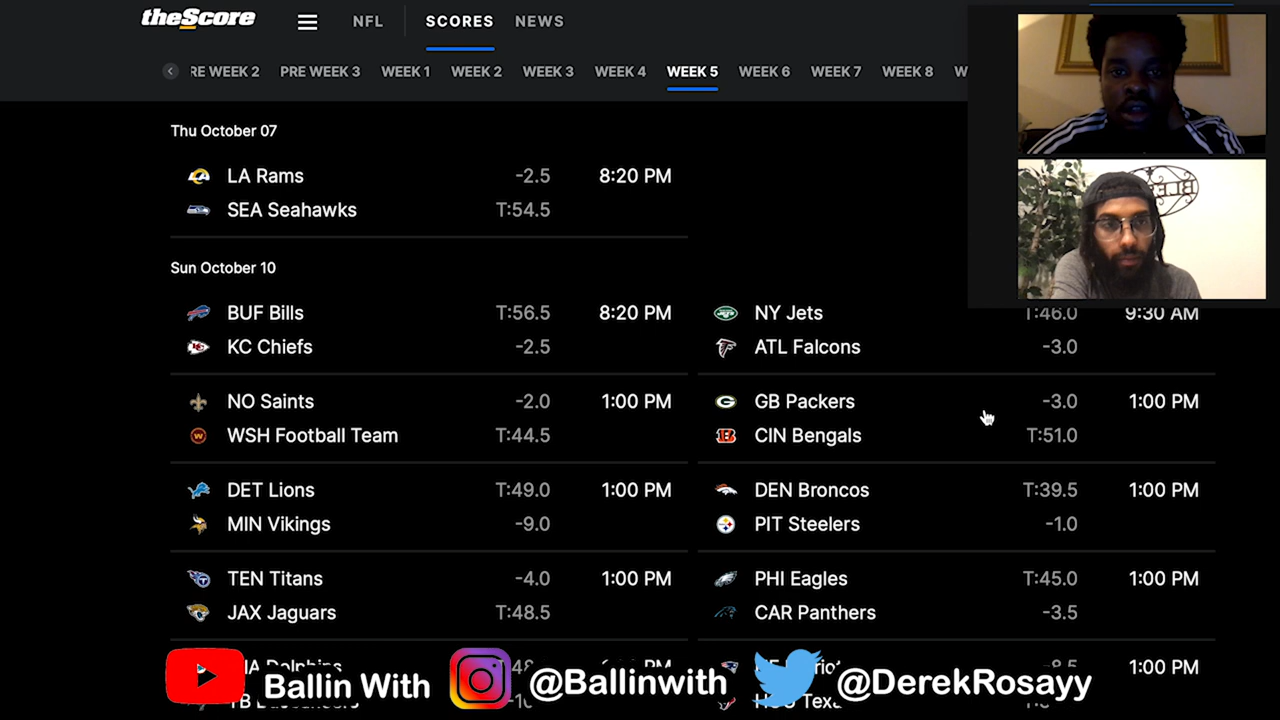 theScore NFL SCORES NEWS
RE WEEK 2 PRE WEEK 3 WEEK 1 WEEK 2 WEEK 3 WEEK 4 WEEK 5 WEEK 6 WEEK 7 WEEK 8 W
Thu October 07
LA Rams -2.5 8:20 PM
SEA Seahawks T:54.5
Sun October 10
BUF Bills T:56.5 8:20 PM
KC Chiefs -2.5
NY Jets T:46.0 9:30 AM
ATL Falcons -3.0
NO Saints -2.0 1:00 PM
WSH Football Team T:44.5
GB Packers -3.0 1:00 PM
CIN Bengals T:51.0
DET Lions T:49.0 1:00 PM
MIN Vikings -9.0
DEN Broncos T:39.5 1:00 PM
PIT Steelers -1.0
TEN Titans -4.0 1:00 PM
JAX Jaguars T:48.5
PHI Eagles T:45.0 1:00 PM
CAR Panthers -3.5
1:00 PM
Ballin With @Ballinwith @DerekRosayy